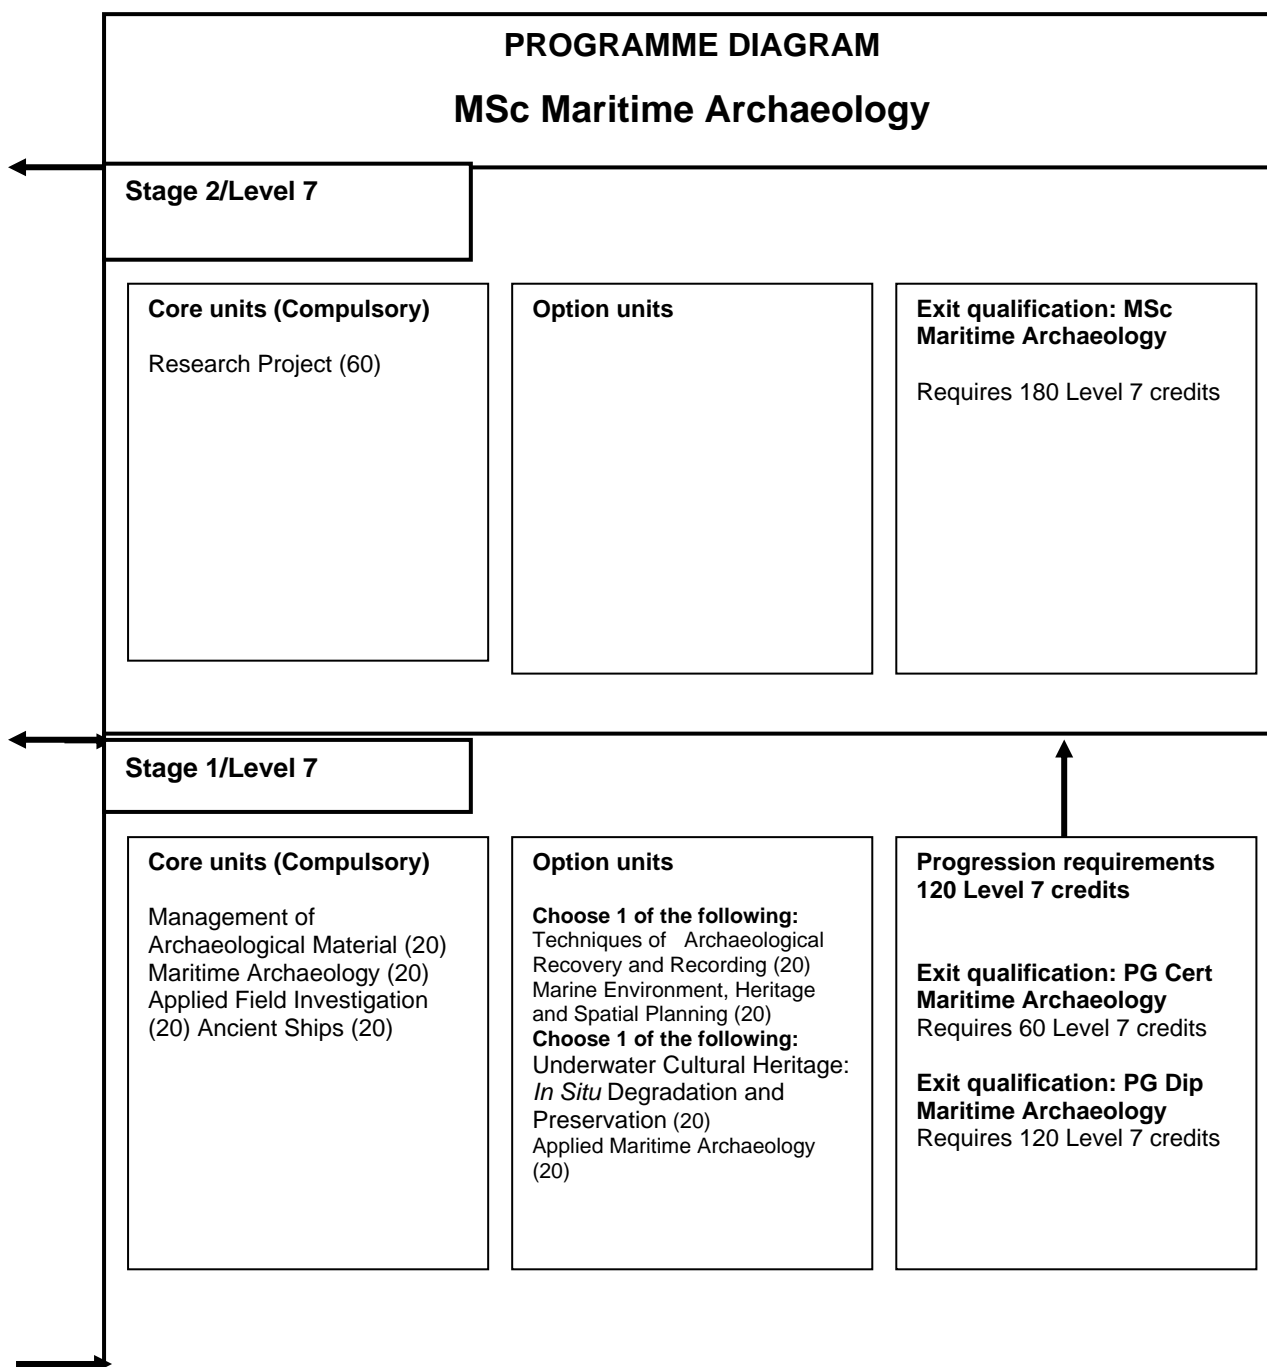 PROGRAMME DIAGRAM
MSc Maritime Archaeology
Stage 2/Level 7
Core units (Compulsory)
Research Project (60)
Option units
Exit qualification: MSc
Maritime Archaeology
Requires 180 Level 7 credits
Stage 1/Level 7
Core units (Compulsory)
Management of
Archaeological Material (20)
Maritime Archaeology (20)
Applied Field Investigation
(20) Ancient Ships (20)
Option units
Choose 1 of the following:
Techniques of Archaeological
Recovery and Recording (20)
Marine Environment, Heritage
and Spatial Planning (20)
Choose 1 of the following:
Underwater Cultural Heritage:
In Situ Degradation and
Preservation (20)
Applied Maritime Archaeology
(20)
Progression requirements
120 Level 7 credits
Exit qualification: PG Cert
Maritime Archaeology
Requires 60 Level 7 credits
Exit qualification: PG Dip
Maritime Archaeology
Requires 120 Level 7 credits